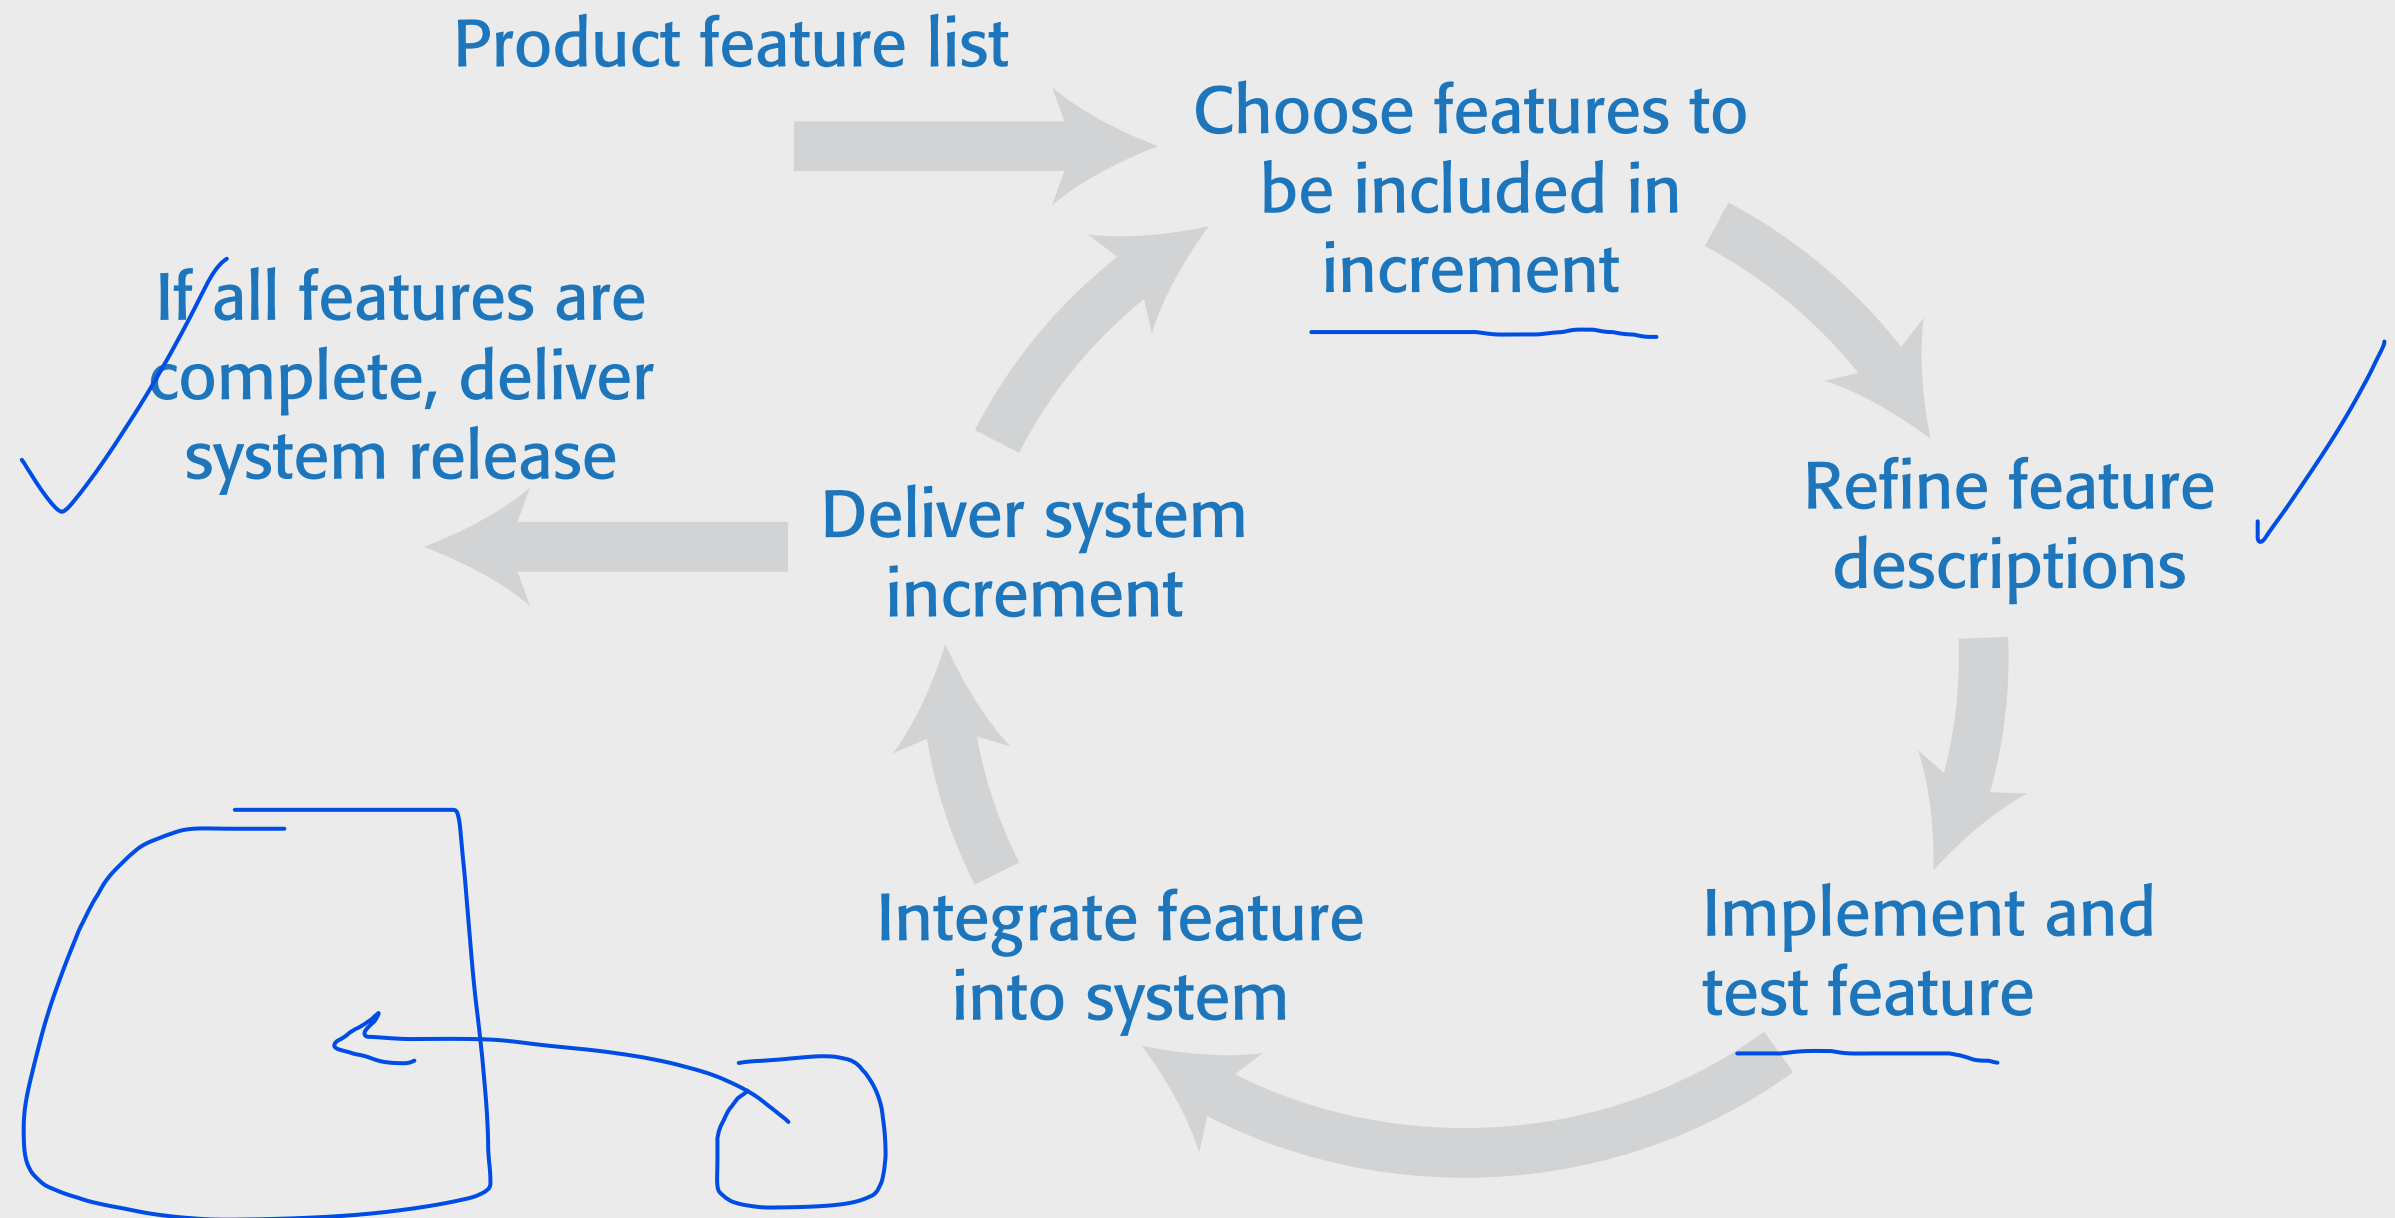 Product feature list
Choose features to
be included in
increment
If all features are
complete, deliver
system release
Deliver system
increment
Refine feature
descriptions
Integrate feature
into system
Implement and
test feature